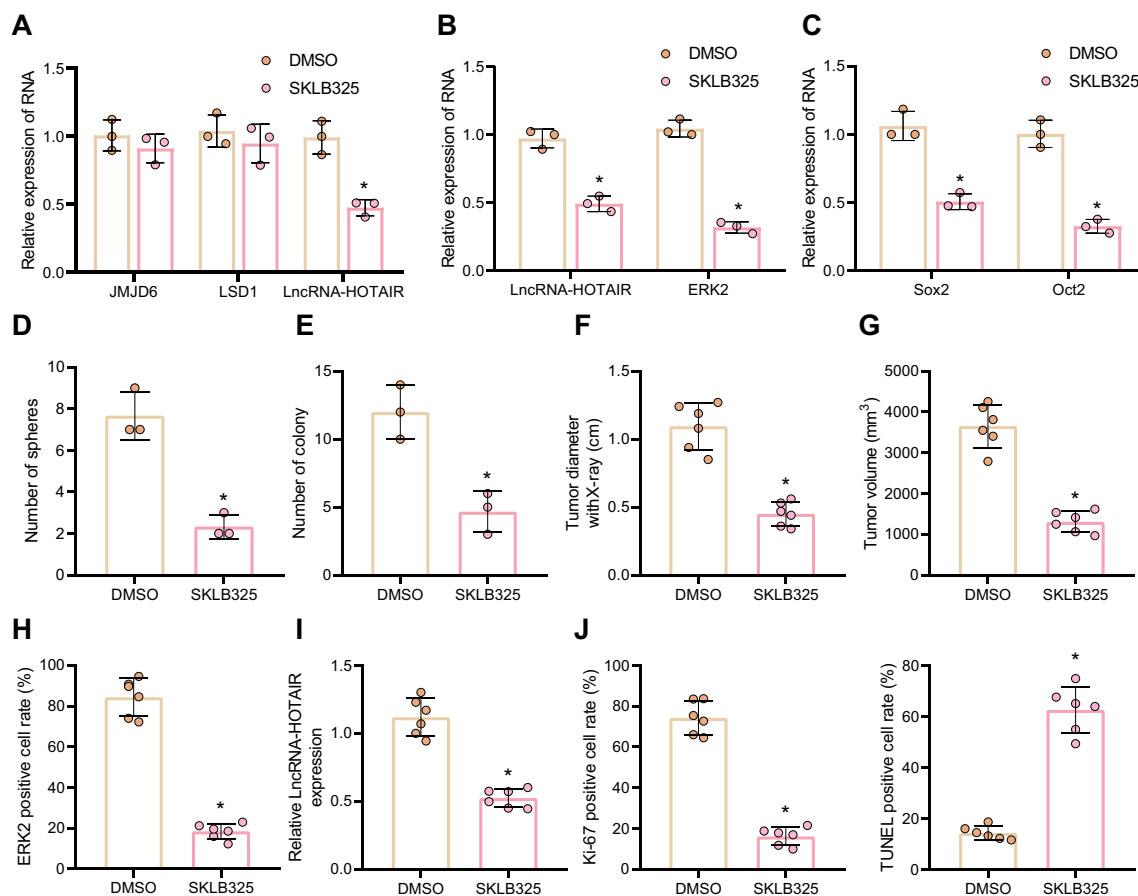 A
DMSO
SKLB325
Relative expression of RNA
1.5
1.0
0.5
0.0
*
JMJD6
LSD1
LncRNA-HOTAIR
B
DMSO
SKLB325
Relative expression of RNA
1.5
1.0
0.5
0.0
*
*
LncRNA-HOTAIR
ERK2
C
DMSO
SKLB325
Relative expression of RNA
1.5
1.0
0.5
0.0
*
*
Sox2
Oct2
D
Number of spheres
10
8
6
4
2
0
*
DMSO
SKLB325
E
Number of colony
15
10
5
0
*
DMSO
SKLB325
F
Tumor diameter
withX-ray (cm)
1.5
1.0
0.5
0.0
*
DMSO
SKLB325
G
Tumor volume (mm³)
5000
4000
3000
2000
1000
0
*
DMSO
SKLB325
H
ERK2 positive cell rate (%)
100
80
60
40
20
0
*
DMSO
SKLB325
I
Relative LncRNA-HOTAIR
expression
1.5
1.0
0.5
0.0
*
DMSO
SKLB325
J
Ki-67 positive cell rate (%)
100
80
60
40
20
0
*
DMSO
SKLB325
TUNEL positive cell rate (%)
80
60
40
20
0
*
DMSO
SKLB325